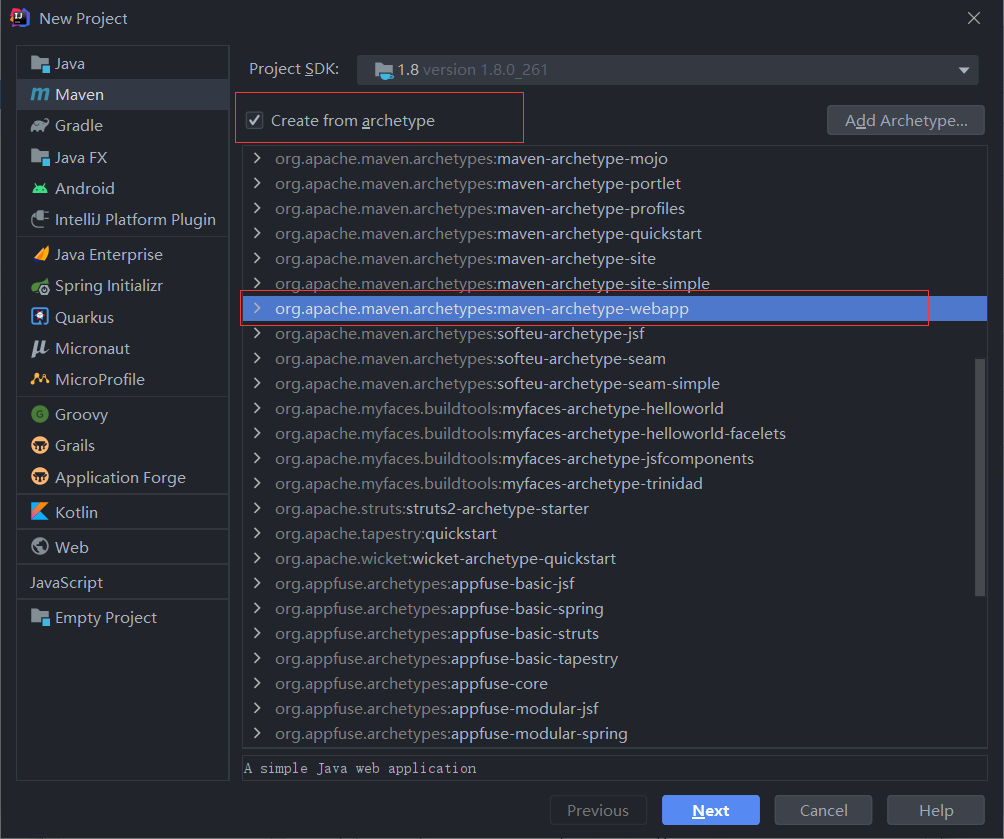 New Project
Java
Maven
Gradle
Java FX
Android
IntelliJ Platform Plugin
Java Enterprise
Spring Initializr
Quarkus
Micronaut
MicroProfile
Groovy
Grails
Application Forge
Kotlin
Web
JavaScript
Empty Project
Project SDK: 1.8 version 1.8.0_261
Create from archetype
Add Archetype...
org.apache.maven.archetypes:maven-archetype-mojo
org.apache.maven.archetypes:maven-archetype-portlet
org.apache.maven.archetypes:maven-archetype-profiles
org.apache.maven.archetypes:maven-archetype-quickstart
org.apache.maven.archetypes:maven-archetype-site
org.apache.maven.archetypes:maven-archetype-site-simple
org.apache.maven.archetypes:maven-archetype-webapp
org.apache.maven.archetypes:softeu-archetype-jsf
org.apache.maven.archetypes:softeu-archetype-seam
org.apache.maven.archetypes:softeu-archetype-seam-simple
org.apache.myfaces.buildtools:myfaces-archetype-helloworld
org.apache.myfaces.buildtools:myfaces-archetype-helloworld-facelets
org.apache.myfaces.buildtools:myfaces-archetype-jsfcomponents
org.apache.myfaces.buildtools:myfaces-archetype-trinidad
org.apache.struts:struts2-archetype-starter
org.apache.tapestry:quickstart
org.apache.wicket:wicket-archetype-quickstart
org.appfuse.archetypes:appfuse-basic-jsf
org.appfuse.archetypes:appfuse-basic-spring
org.appfuse.archetypes:appfuse-basic-struts
org.appfuse.archetypes:appfuse-basic-tapestry
org.appfuse.archetypes:appfuse-core
org.appfuse.archetypes:appfuse-modular-jsf
org.appfuse.archetypes:appfuse-modular-spring
A simple Java web application
Previous
Next
Cancel
Help